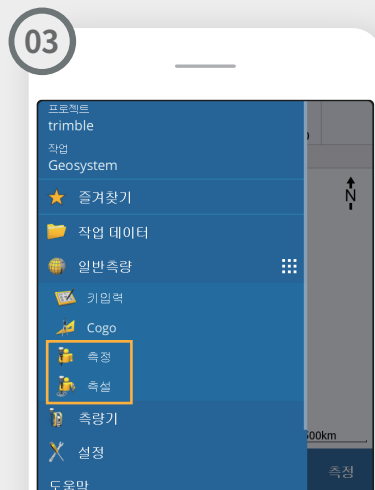 03
프로젝트
trimble
작업
Geosystem
즐겨찾기
작업 데이터
일반측량
키입력
Cogo
측정
측설
측량기
설정
도움말
N
500km
측정